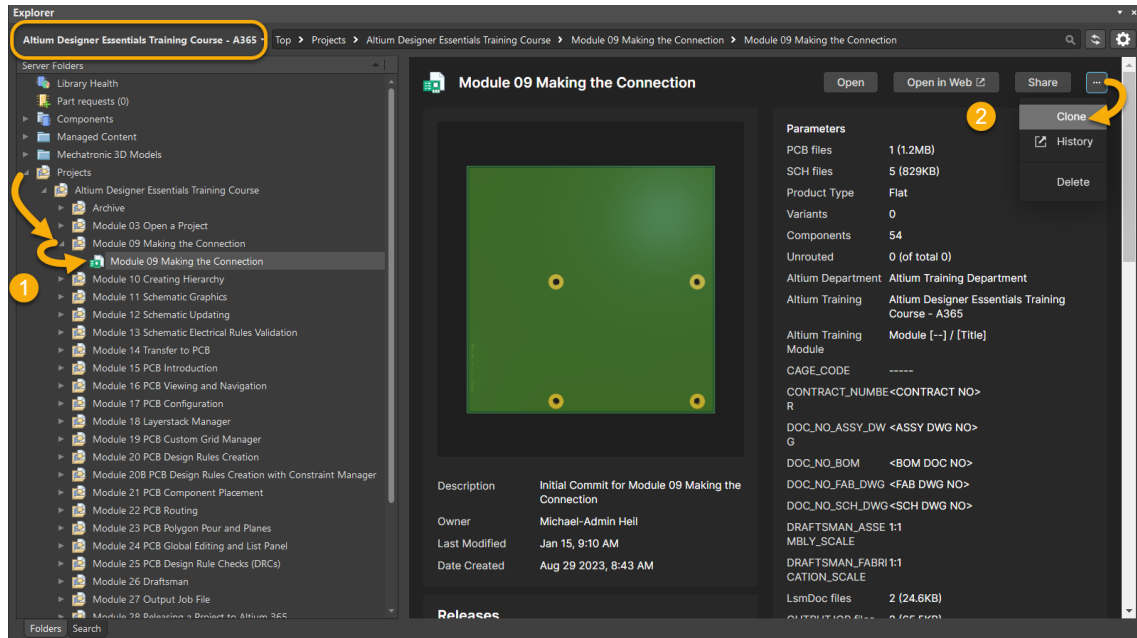 Explorer
Altium Designer Essentials Training Course - A365
Top > Projects > Altium Designer Essentials Training Course > Module 09 Making the Connection > Module 09 Making the Connection
Server Folders
Library Health
Part requests (0)
Components
Managed Content
Mechatronic 3D Models
Projects
Altium Designer Essentials Training Course
Archive
Module 03 Open a Project
Module 09 Making the Connection
Module 09 Making the Connection
1
Module 10 Creating Hierarchy
Module 11 Schematic Graphics
Module 12 Schematic Updating
Module 13 Schematic Electrical Rules Validation
Module 14 Transfer to PCB
Module 15 PCB Introduction
Module 16 PCB Viewing and Navigation
Module 17 PCB Configuration
Module 18 Layerstack Manager
Module 19 PCB Custom Grid Manager
Module 20 PCB Design Rules Creation
Module 20B PCB Design Rules Creation with Constraint Manager
Module 21 PCB Component Placement
Module 22 PCB Routing
Module 23 PCB Polygon Pour and Planes
Module 24 PCB Global Editing and List Panel
Module 25 PCB Design Rule Checks (DRCs)
Module 26 Draftsman
Module 27 Output Job File
Module 28 Releasing a Project to Altium 365
Folders Search
Module 09 Making the Connection
Open Open in Web Share ...
2
Clone
History
Delete
Description Initial Commit for Module 09 Making the
Connection
Owner Michael-Admin Heil
Last Modified Jan 15, 9:10 AM
Date Created Aug 29 2023, 8:43 AM
Releases
Parameters
PCB files 1 (1.2MB)
SCH files 5 (829KB)
Product Type Flat
Variants 0
Components 54
Unrouted 0 (of total 0)
Altium Department Altium Training Department
Altium Training Altium Designer Essentials Training
Course - A365
Altium Training Module [--] / [Title]
Module
CAGE_CODE -----
CONTRACT_NUMBE <CONTRACT NO>
R
DOC_NO_ASSY_DW <ASSY DWG NO>
G
DOC_NO_BOM <BOM DOC NO>
DOC_NO_FAB_DWG <FAB DWG NO>
DOC_NO_SCH_DWG <SCH DWG NO>
DRAFTSMAN_ASSE 1:1
MBLY_SCALE
DRAFTSMAN_FABRI 1:1
CATION_SCALE
LsmDoc files 2 (24.6KB)
OUTPUTJOB files 2 (65.5KB)